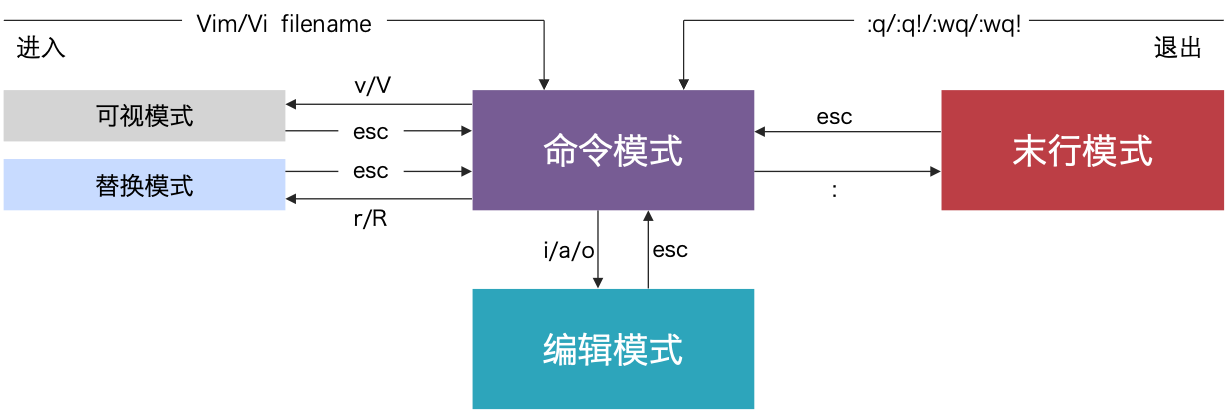 Vim/Vi filename
:q/:q!/:wq/:wq!
进入
退出
v/V
可视模式
esc
命令模式
esc
末行模式
替换模式
esc
:
r/R
i/a/o
esc
编辑模式